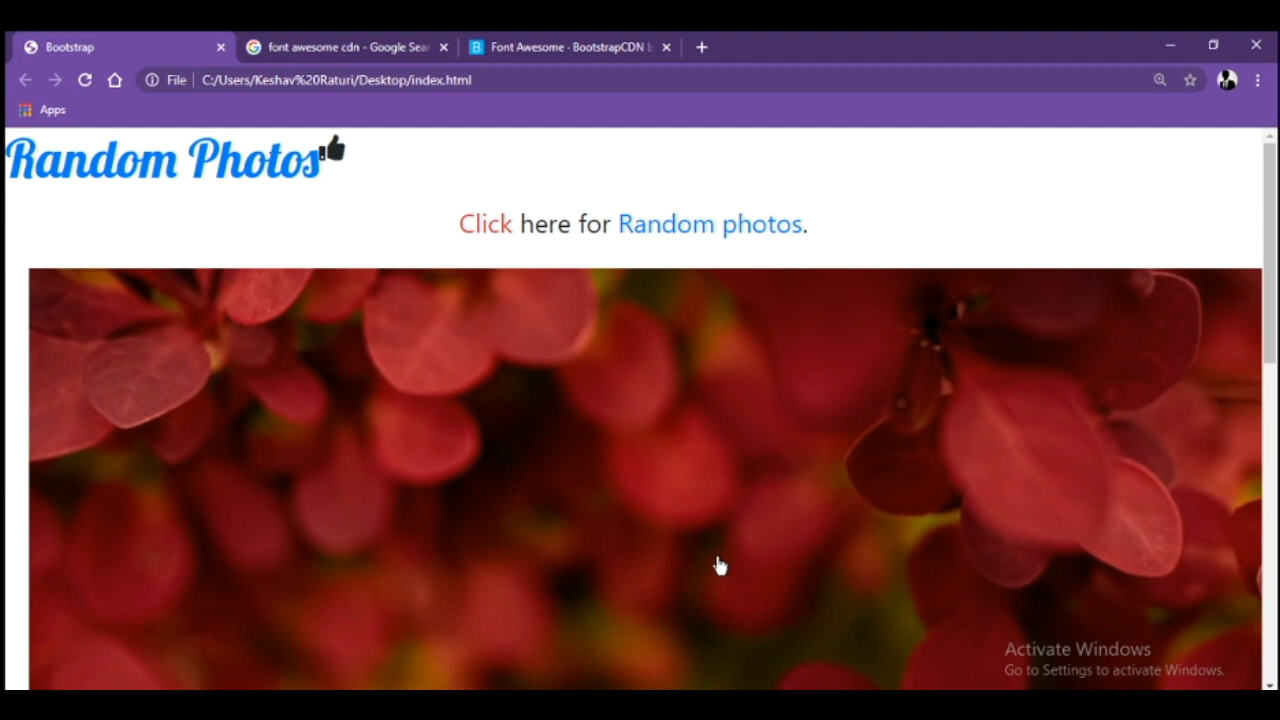 Bootstrap
font awesome cdn - Google Sear
Font Awesome · BootstrapCDN b
File
C:/Users/Keshav%20Raturi/Desktop/index.html
Apps
Random Photos
Click here for Random photos.
Activate Windows
Go to Settings to activate Windows.